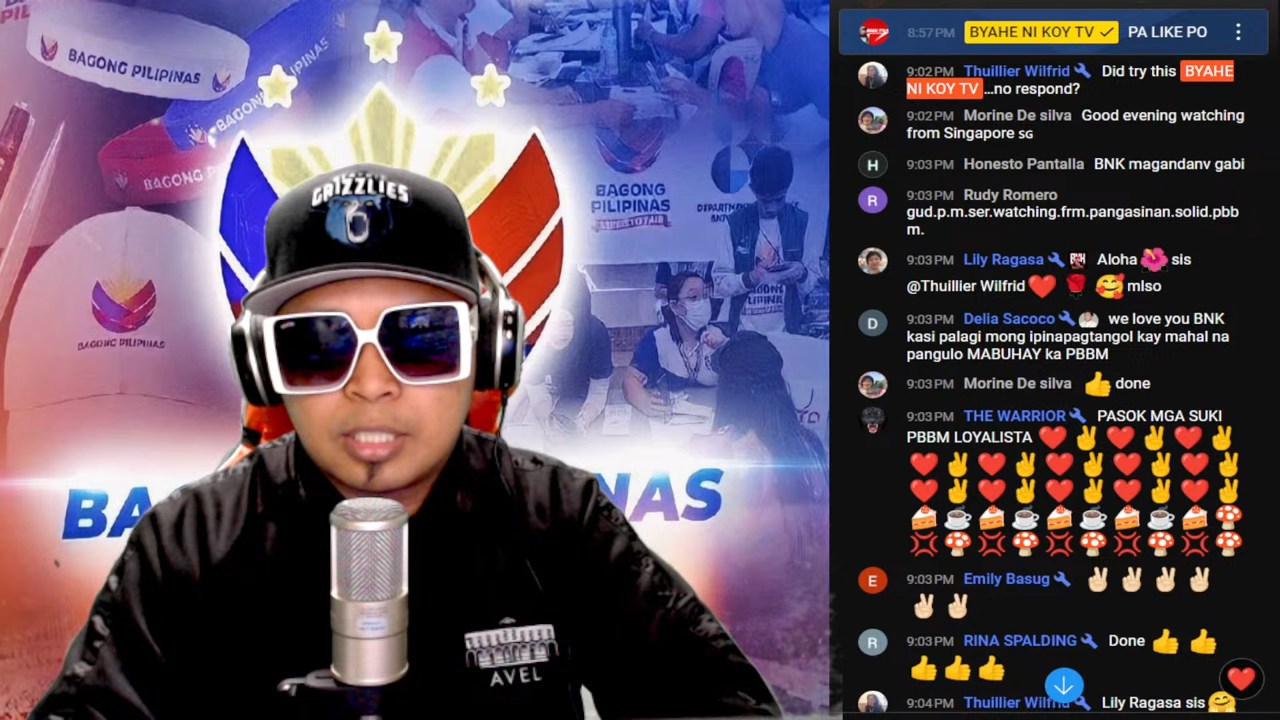 BAGONG PILIPINAS
BAGONG
PILIPINAS
BAGONG
BAGONG
PILIPINAS
BAGONG PILIPINAS
GRIZZLIES
BA
NAS
AVEL
8:57 PM BYAHE NI KOY TV PA LIKE PO
9:02 PM Thuillier Wilfrid Did try this BYAHE
NI KOY TV ...no respond?
9:02 PM Morine De silva Good evening watching
from Singapore SG
H 9:03 PM Honesto Pantalla BNK magandanv gabi
R 9:03 PM Rudy Romero
gud.p.m.ser.watching.frm.pangasinan.solid.pbb
m.
9:03 PM Lily Ragasa Aloha 🌺 sis
@Thuillier Wilfrid ❤️ 🌹 🥰 mlso
D 9:03 PM Delia Sacoco we love you BNK
kasi palagi mong ipinapagtangol kay mahal na
pangulo MABUHAY ka PBBM
9:03 PM Morine De silva 👍 done
9:03 PM THE WARRIOR PASOK MGA SUKI
PBBM LOYALISTA ❤️ ✌️ ❤️ ✌️ ❤️ ✌️
❤️ ✌️ ❤️ ✌️ ❤️ ✌️ ❤️ ✌️ ❤️ ✌️
❤️ ✌️ ❤️ ✌️ ❤️ ✌️ ❤️ ✌️ ❤️ ✌️
🍰 ☕ 🍰 ☕ 🍰 ☕ 🍰 ☕ 🍰 🍄
💢 🍄 💢 🍄 💢 🍄 💢 🍄 💢 🍄
E 9:03 PM Emily Basug ✌🏻 ✌🏻 ✌🏻 ✌🏻
✌🏻 ✌🏻
R 9:03 PM RINA SPALDING Done 👍 👍
👍 👍 👍
9:04 PM Thuillier Wilfrid Lily Ragasa sis 🤗